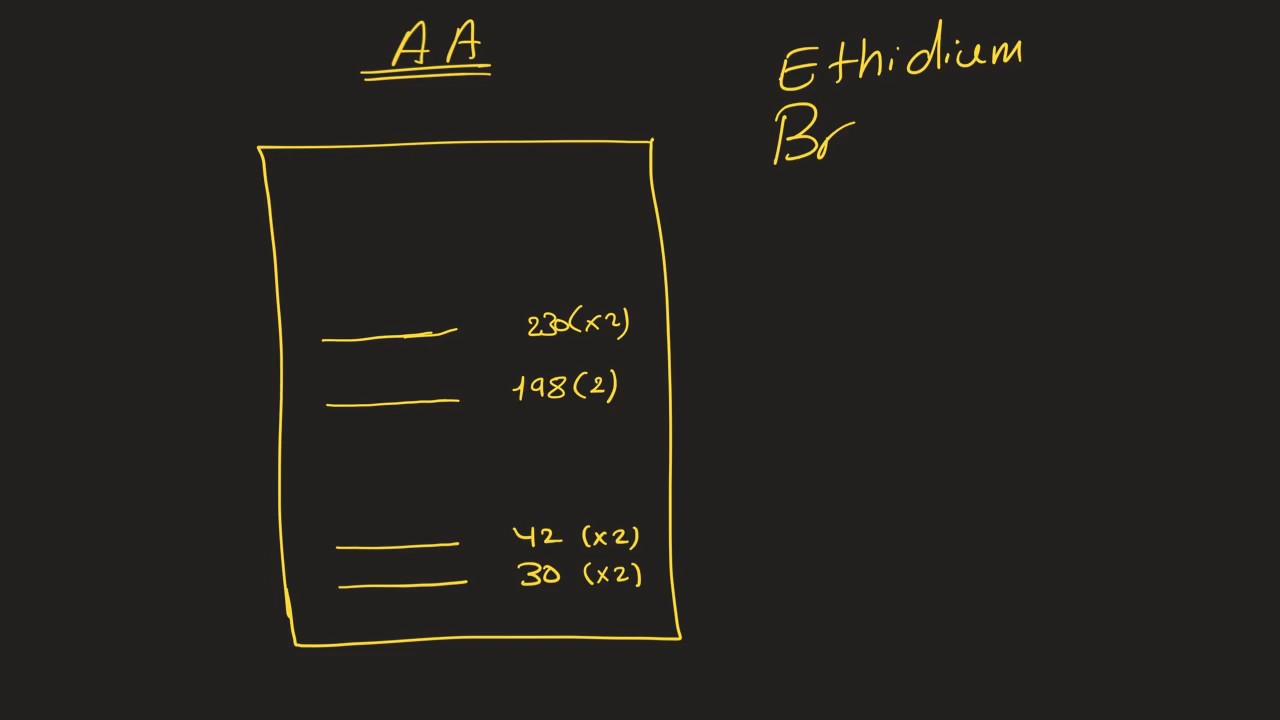 AA
Ethidium
Br
230(x2)
198(2)
42 (x2)
30 (x2)